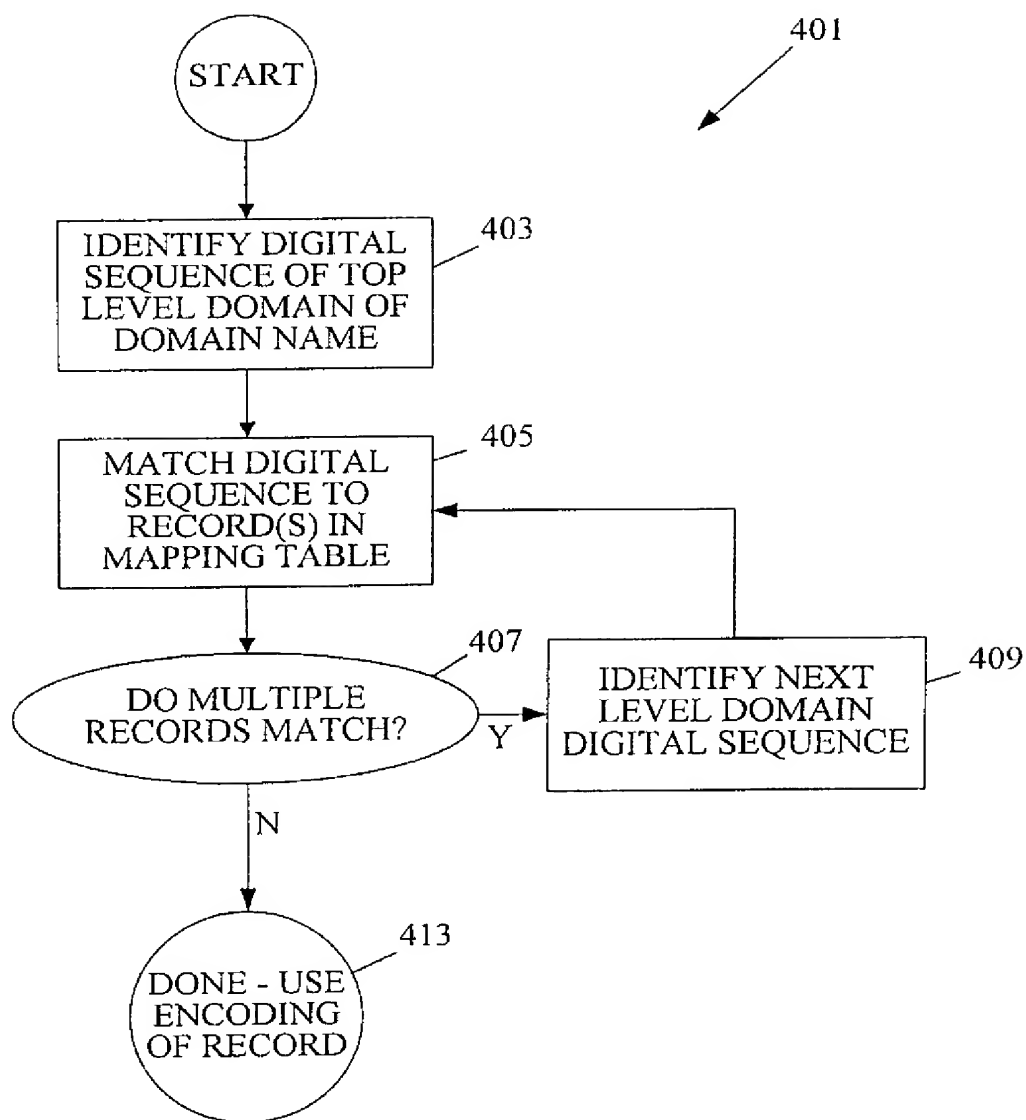 401
START
403
IDENTIFY DIGITAL
SEQUENCE OF TOP
LEVEL DOMAIN OF
DOMAIN NAME
405
MATCH DIGITAL
SEQUENCE TO
RECORD(S) IN
MAPPING TABLE
407
DO MULTIPLE
RECORDS MATCH?
Y
409
IDENTIFY NEXT
LEVEL DOMAIN
DIGITAL SEQUENCE
N
413
DONE - USE
ENCODING
OF RECORD